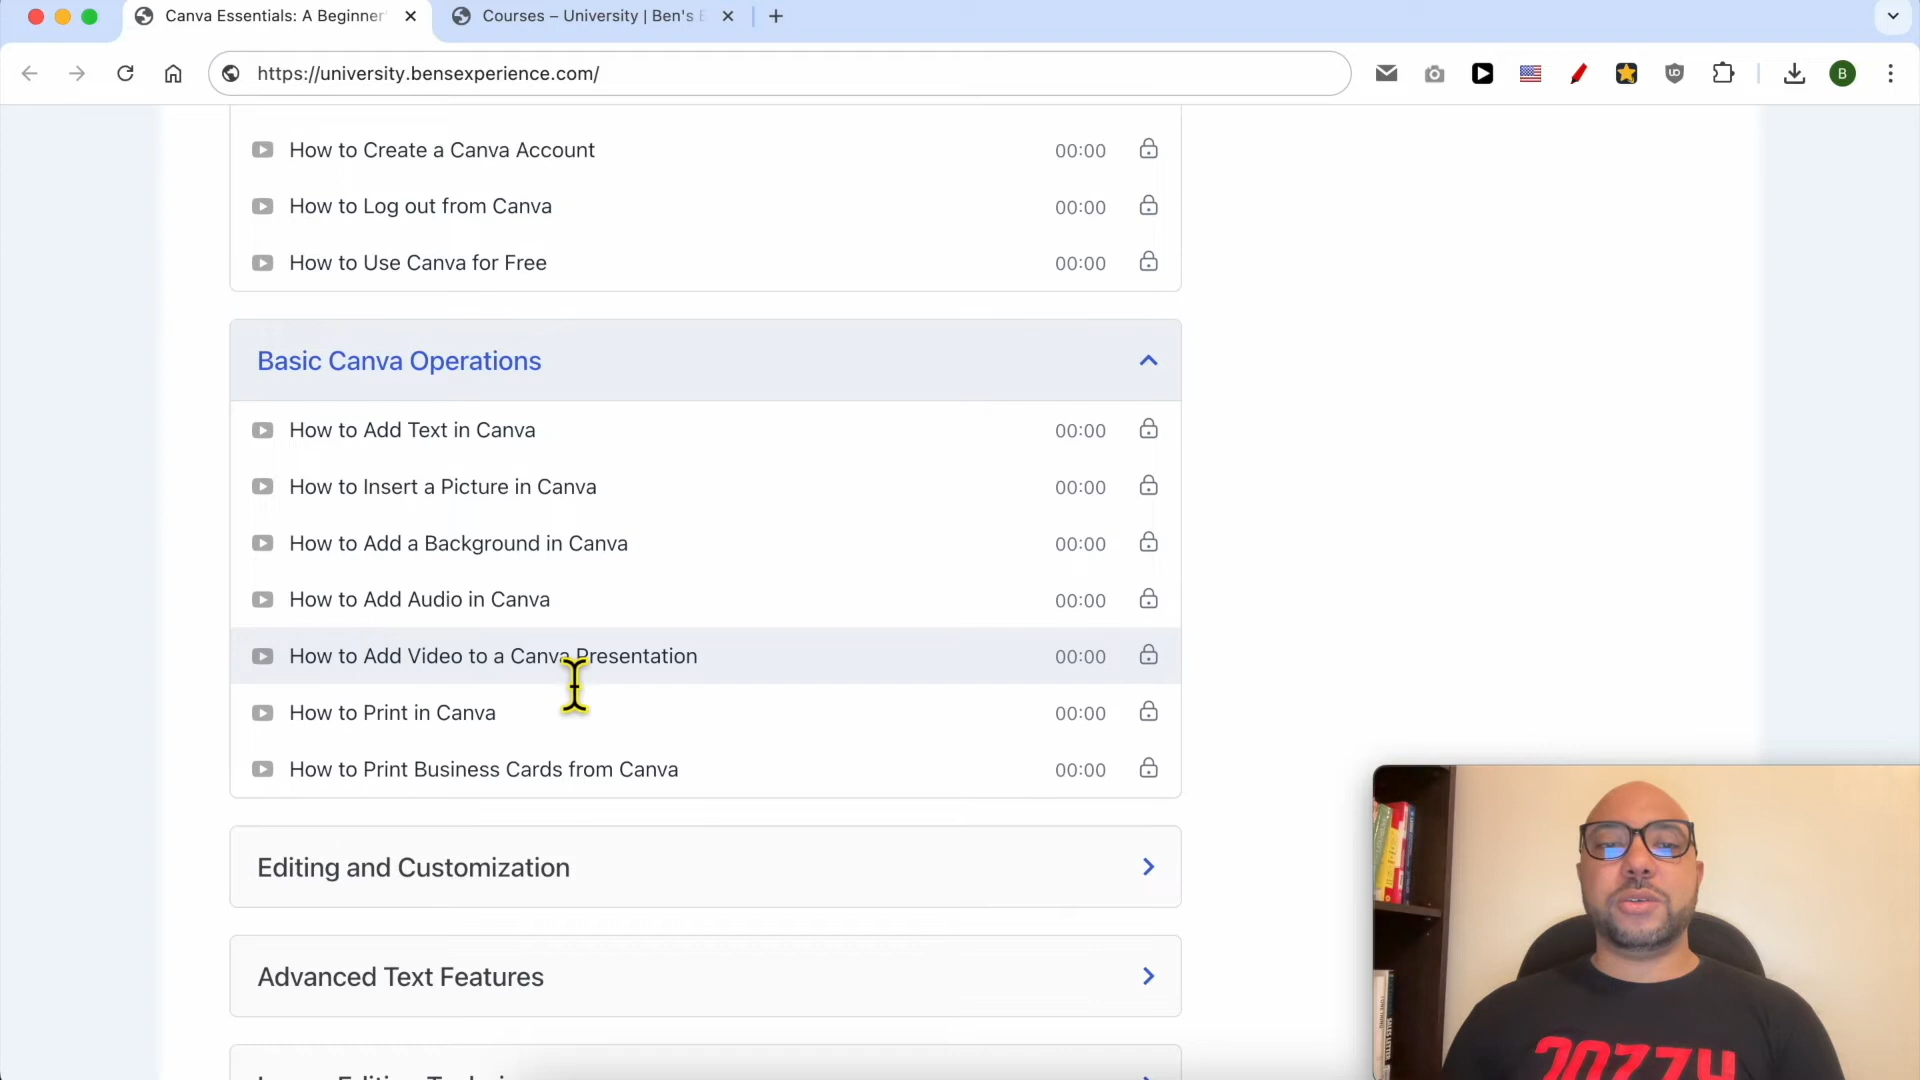 Canva Essentials: A Beginner'
Courses – University | Ben's E
https://university.bensexperience.com/
B
How to Create a Canva Account 00:00
How to Log out from Canva 00:00
How to Use Canva for Free 00:00
Basic Canva Operations
How to Add Text in Canva 00:00
How to Insert a Picture in Canva 00:00
How to Add a Background in Canva 00:00
How to Add Audio in Canva 00:00
How to Add Video to a Canva Presentation 00:00
How to Print in Canva 00:00
How to Print Business Cards from Canva 00:00
Editing and Customization
Advanced Text Features